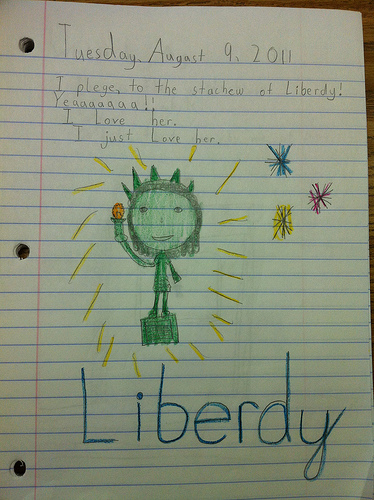 Tuesday, August 9, 2011
I plege, to the stachew of Liberdy!
Yeaaaaaaa!!
I Love her.
I just Love her.
Liberdy